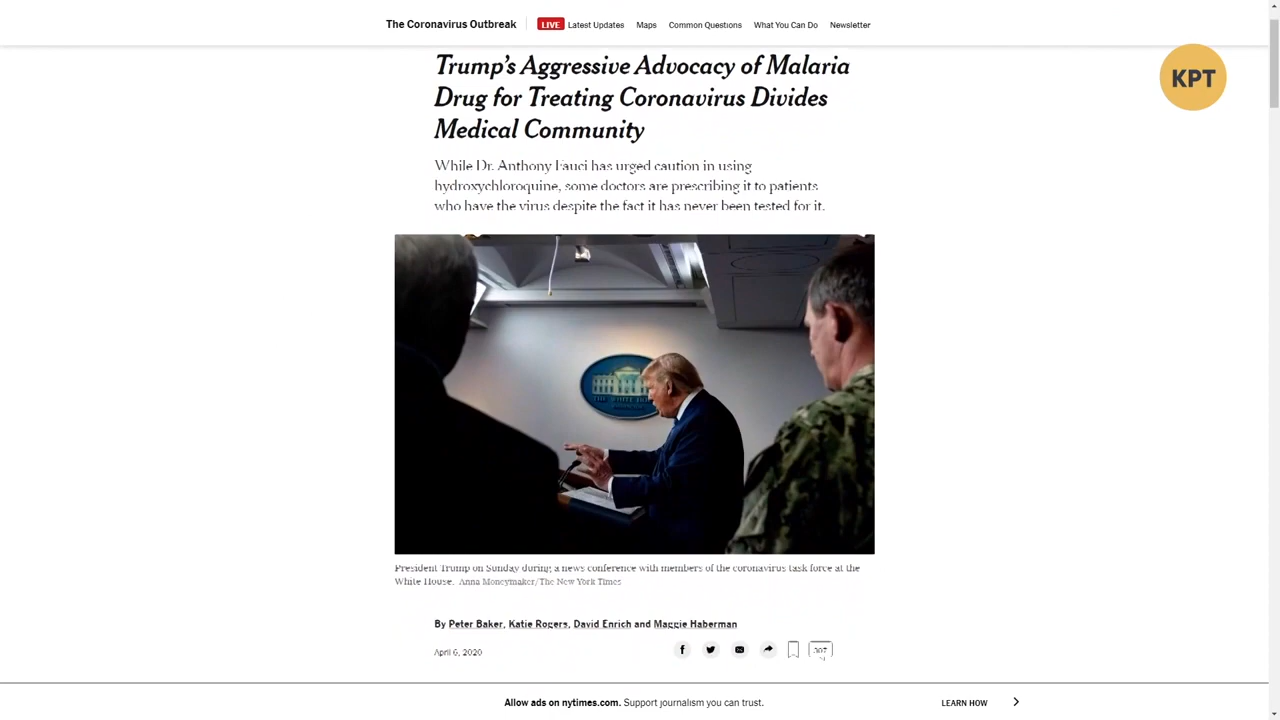 The Coronavirus Outbreak
LIVE Latest Updates Maps Common Questions What You Can Do Newsletter
KPT
Trump's Aggressive Advocacy of Malaria
Drug for Treating Coronavirus Divides
Medical Community
While Dr. Anthony Fauci has urged caution in using
hydroxychloroquine, some doctors are prescribing it to patients
who have the virus despite the fact it has never been tested for it.
THE WHITE HOUSE
President Trump on Sunday during a news conference with members of the coronavirus task force at the
White House. Anna Moneymaker/The New York Times
By Peter Baker, Katie Rogers, David Enrich and Maggie Haberman
April 6, 2020
307
Allow ads on nytimes.com. Support journalism you can trust.
LEARN HOW